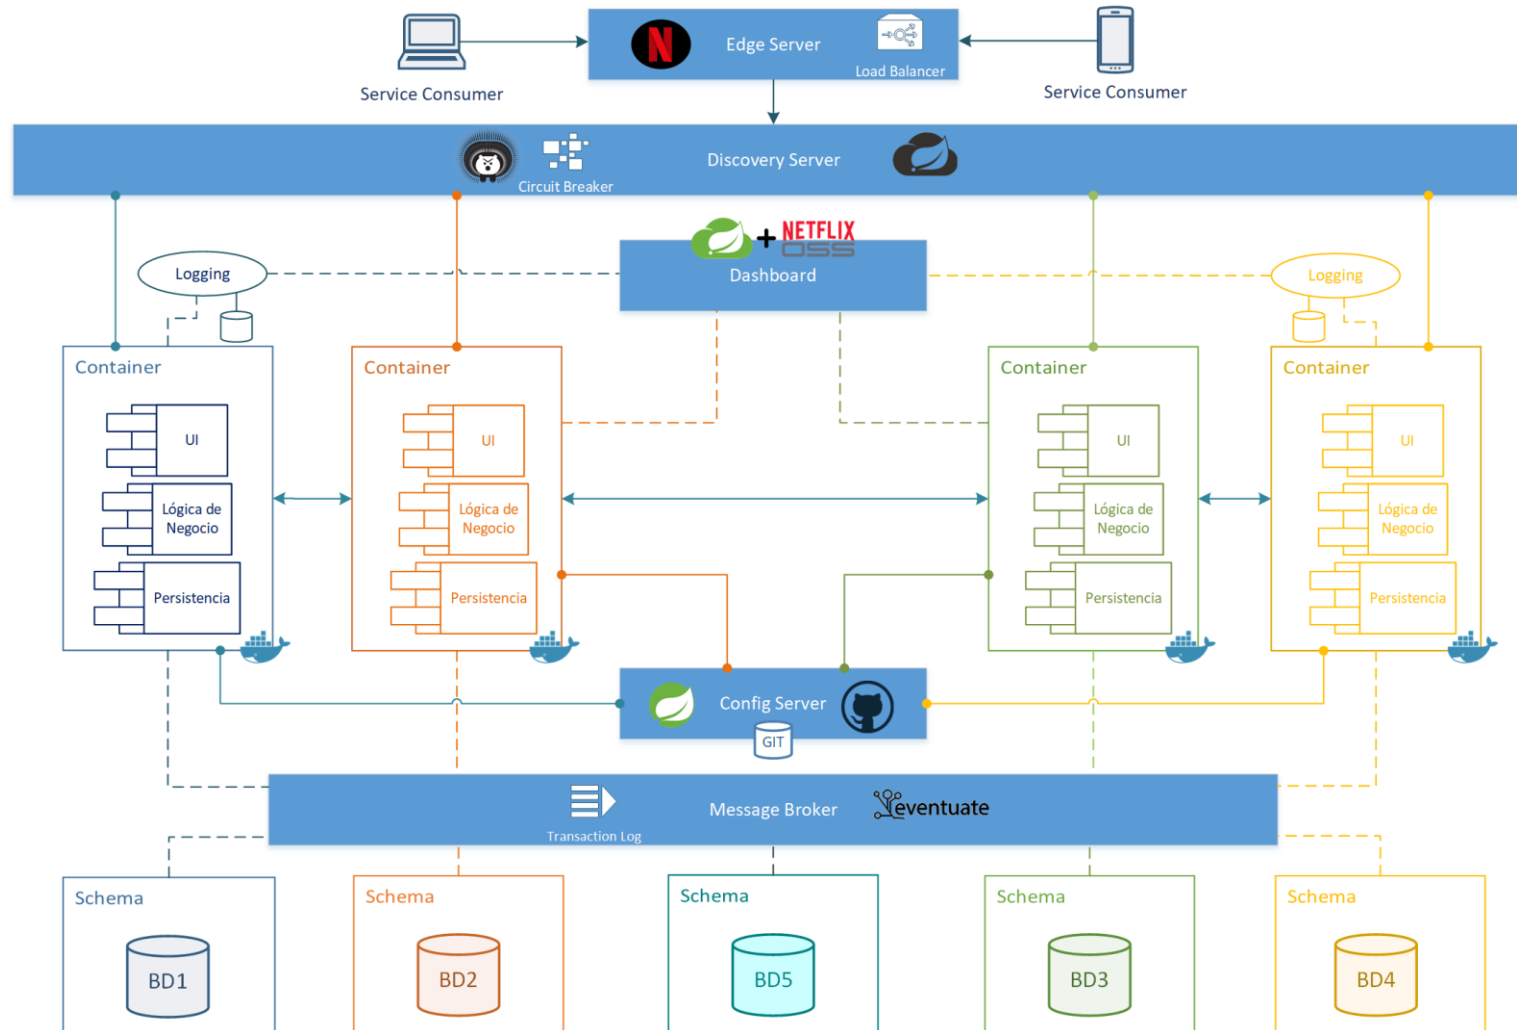 N
Edge Server
Load Balancer
Service Consumer
Service Consumer
Discovery Server
Circuit Breaker
+ NETFLIX
OSS
Dashboard
Logging
Logging
Container
Container
Container
Container
UI
UI
UI
UI
Lógica de
Negocio
Lógica de
Negocio
Lógica de
Negocio
Lógica de
Negocio
Persistencia
Persistencia
Persistencia
Persistencia
Config Server
GIT
Message Broker
eventuate
Transaction Log
Schema
Schema
Schema
Schema
Schema
BD1
BD2
BD5
BD3
BD4